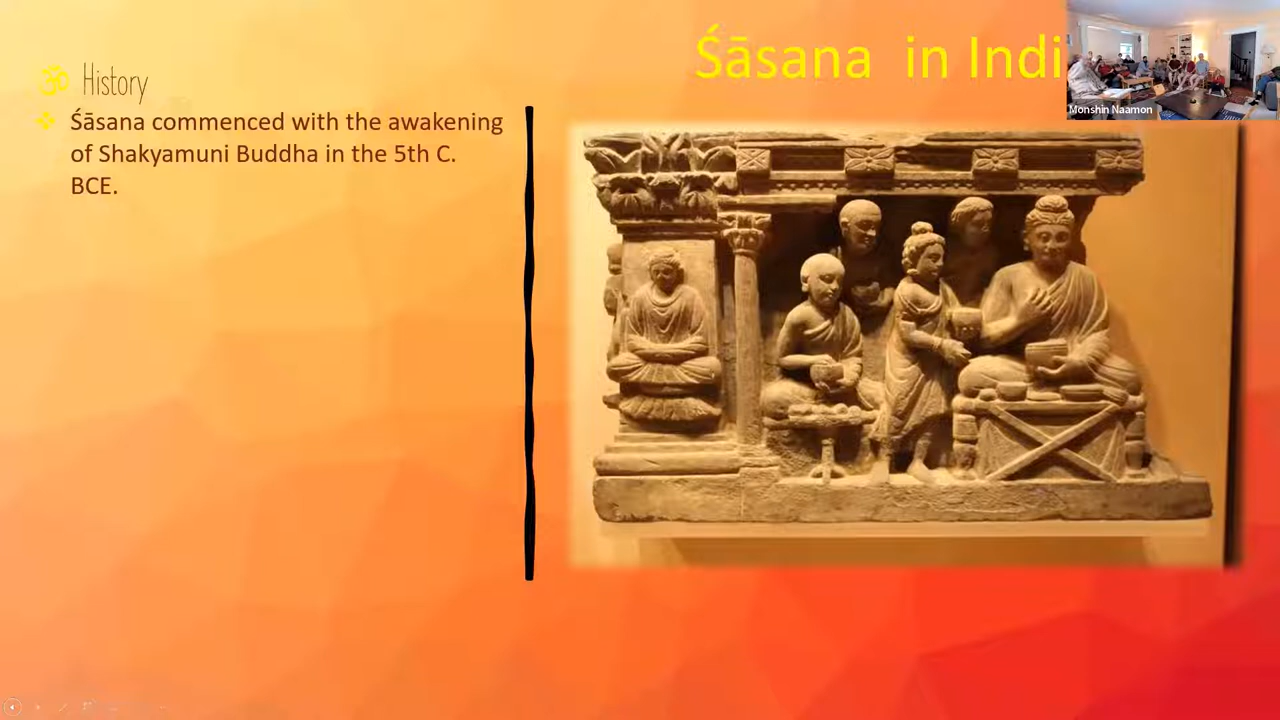 Śāsana in Indi
Monshin Naamon
ॐ History
Śāsana commenced with the awakening
of Shakyamuni Buddha in the 5th C.
BCE.